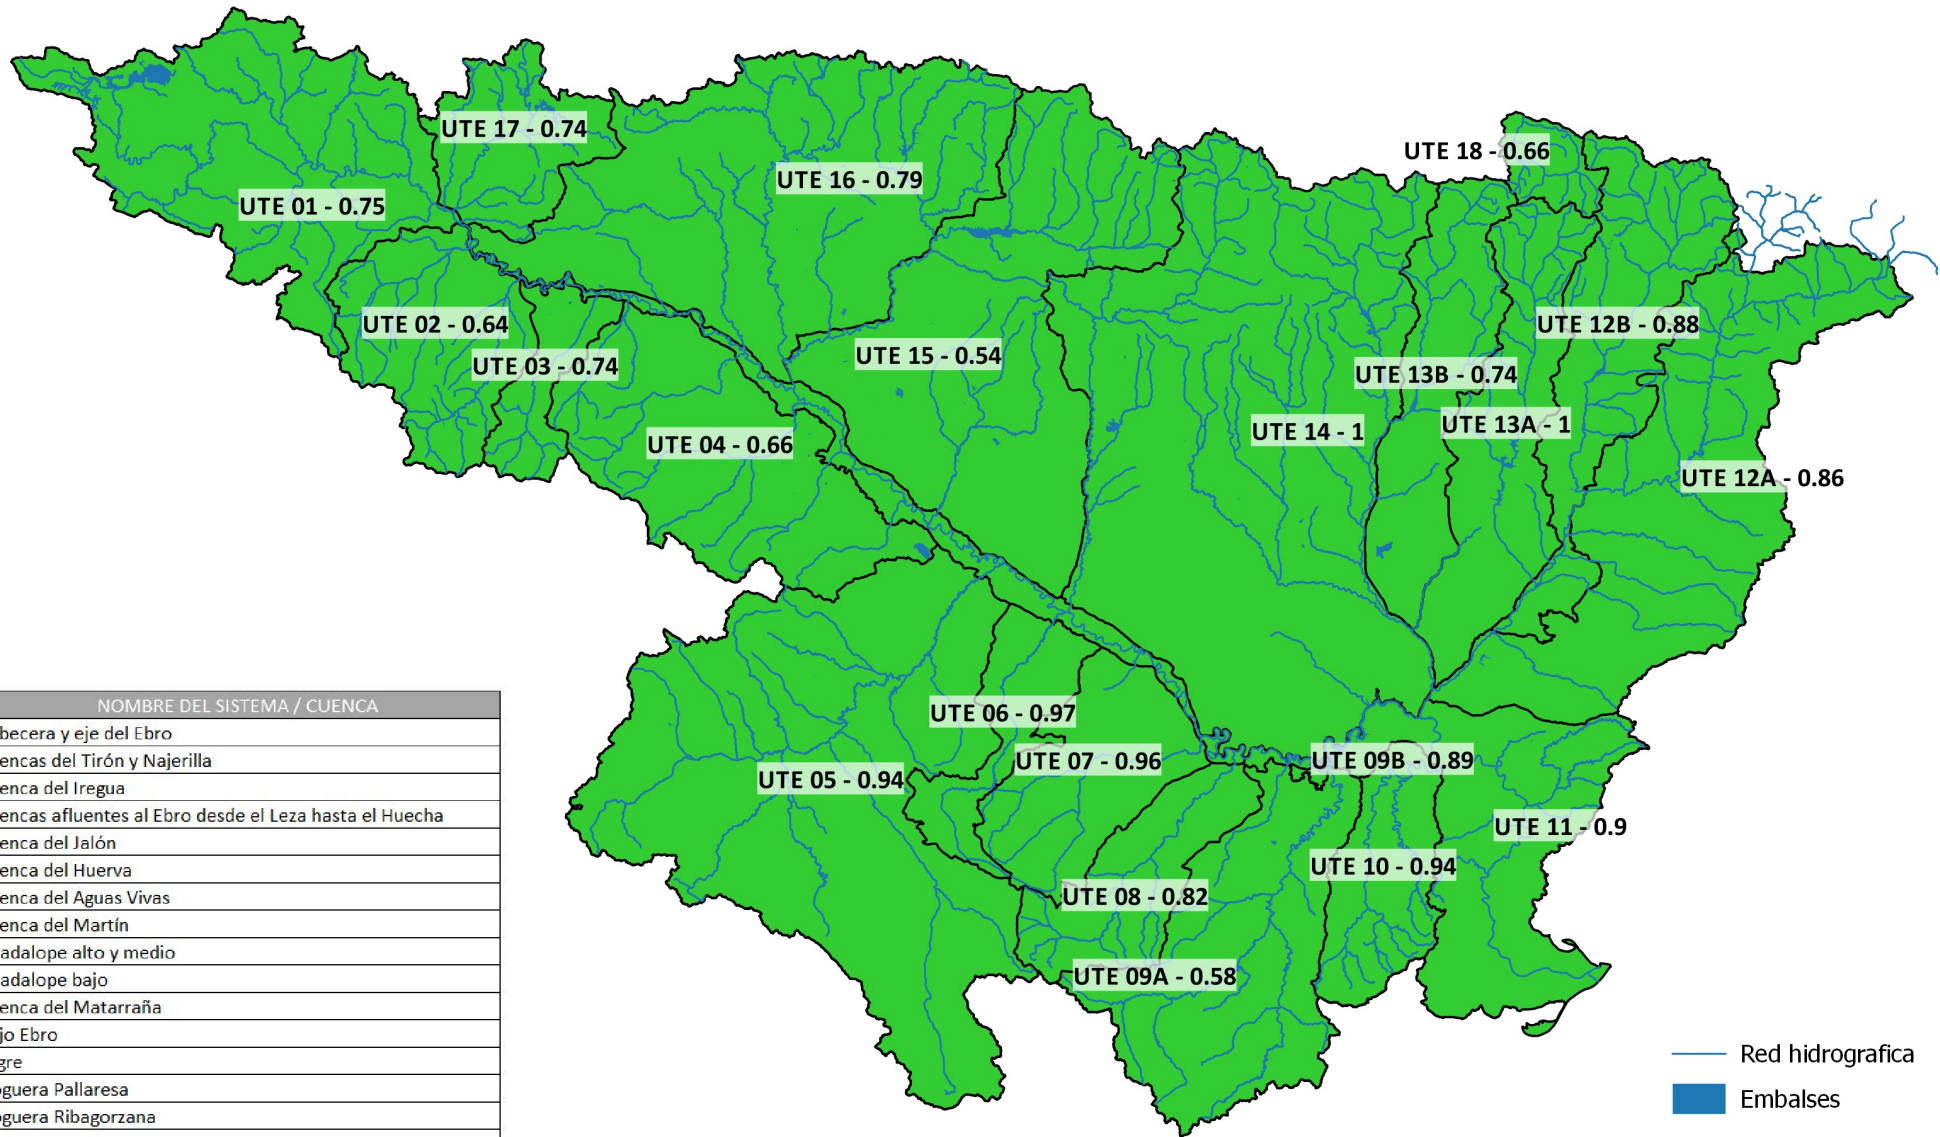 UTE 17 - 0.74
UTE 18 - 0.66
UTE 16 - 0.79
UTE 01 - 0.75
UTE 02 - 0.64
UTE 12B - 0.88
UTE 15 - 0.54
UTE 03 - 0.74
UTE 13B - 0.74
UTE 13A - 1
UTE 14 - 1
UTE 04 - 0.66
UTE 12A - 0.86
UTE 06 - 0.97
UTE 07 - 0.96
UTE 09B - 0.89
UTE 05 - 0.94
UTE 11 - 0.9
UTE 10 - 0.94
UTE 08 - 0.82
UTE 09A - 0.58
NOMBRE DEL SISTEMA / CUENCA
becera y eje del Ebro
encas del Tirón y Najerilla
enca del Iregua
encas afluentes al Ebro desde el Leza hasta el Huecha
enca del Jalón
enca del Huerva
enca del Aguas Vivas
enca del Martín
adalope alto y medio
adalope bajo
enca del Matarraña
jo Ebro
gre
oguera Pallaresa
oguera Ribagorzana
Red hidrografica
Embalses